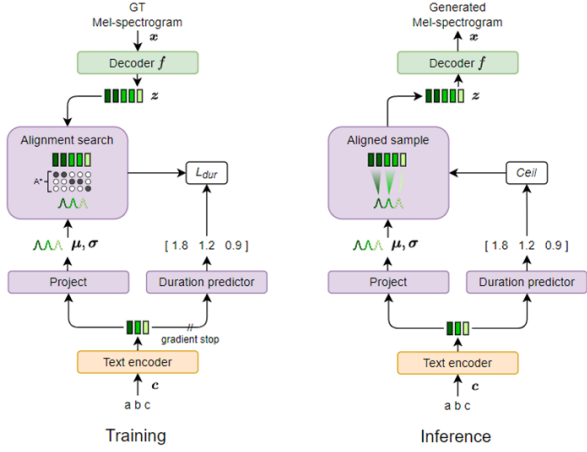 GT
Mel-spectrogram
x
Decoder f
z
Alignment search
A*
L_dur
μ, σ
[ 1.8 1.2 0.9 ]
Project
Duration predictor
//
gradient stop
Text encoder
c
a b c
Training
Generated
Mel-spectrogram
x
Decoder f
z
Aligned sample
Ceil
μ, σ
[ 1.8 1.2 0.9 ]
Project
Duration predictor
Text encoder
c
a b c
Inference